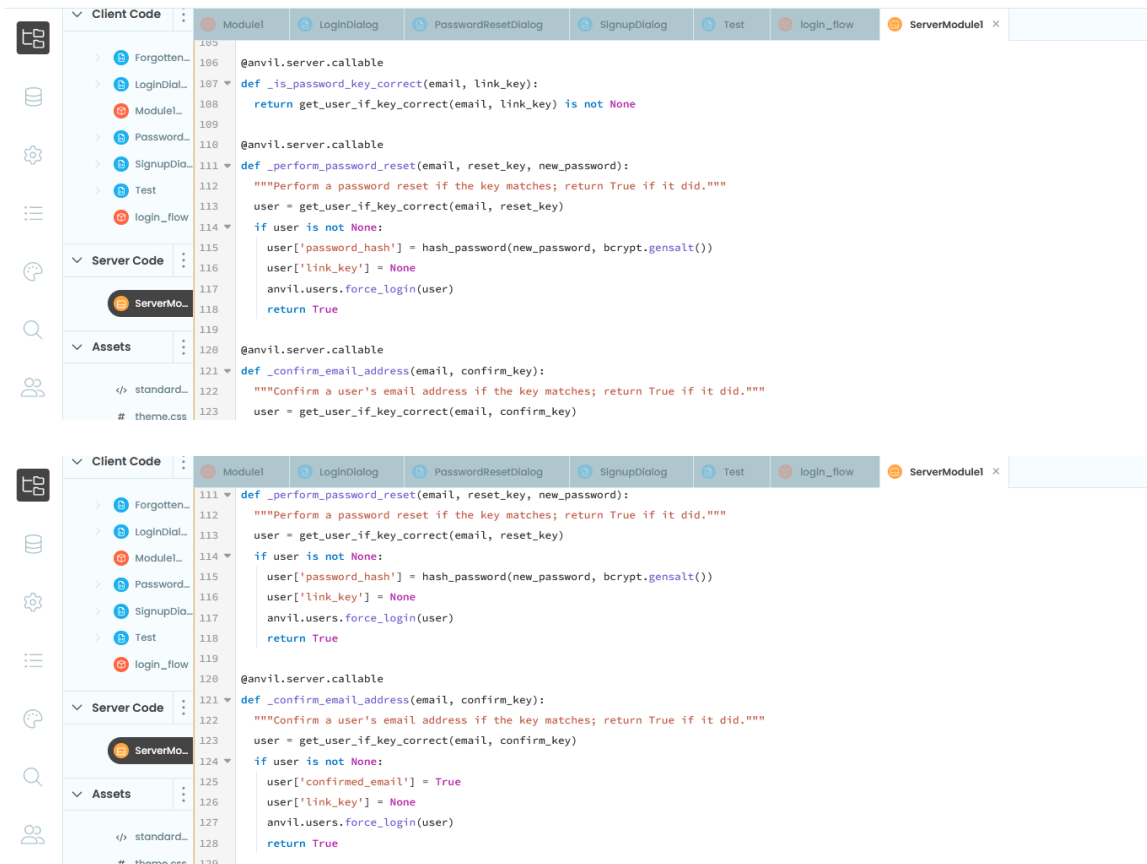 Client Code
Module1 LoginDialog PasswordResetDialog SignupDialog Test login_flow ServerModule1 ×
Forgotten...
LoginDial...
Module1...
Password...
SignupDia...
Test
login_flow
Server Code
ServerMo...
Assets
</> standard...
# theme.css
105
106 @anvil.server.callable
107 def _is_password_key_correct(email, link_key):
108 return get_user_if_key_correct(email, link_key) is not None
109
110 @anvil.server.callable
111 def _perform_password_reset(email, reset_key, new_password):
112 """Perform a password reset if the key matches; return True if it did."""
113 user = get_user_if_key_correct(email, reset_key)
114 if user is not None:
115 user['password_hash'] = hash_password(new_password, bcrypt.gensalt())
116 user['link_key'] = None
117 anvil.users.force_login(user)
118 return True
119
120 @anvil.server.callable
121 def _confirm_email_address(email, confirm_key):
122 """Confirm a user's email address if the key matches; return True if it did."""
123 user = get_user_if_key_correct(email, confirm_key)
Client Code
Module1 LoginDialog PasswordResetDialog SignupDialog Test login_flow ServerModule1 ×
Forgotten...
LoginDial...
Module1...
Password...
SignupDia...
Test
login_flow
Server Code
ServerMo...
Assets
</> standard...
# theme.css
111 def _perform_password_reset(email, reset_key, new_password):
112 """Perform a password reset if the key matches; return True if it did."""
113 user = get_user_if_key_correct(email, reset_key)
114 if user is not None:
115 user['password_hash'] = hash_password(new_password, bcrypt.gensalt())
116 user['link_key'] = None
117 anvil.users.force_login(user)
118 return True
119
120 @anvil.server.callable
121 def _confirm_email_address(email, confirm_key):
122 """Confirm a user's email address if the key matches; return True if it did."""
123 user = get_user_if_key_correct(email, confirm_key)
124 if user is not None:
125 user['confirmed_email'] = True
126 user['link_key'] = None
127 anvil.users.force_login(user)
128 return True
129